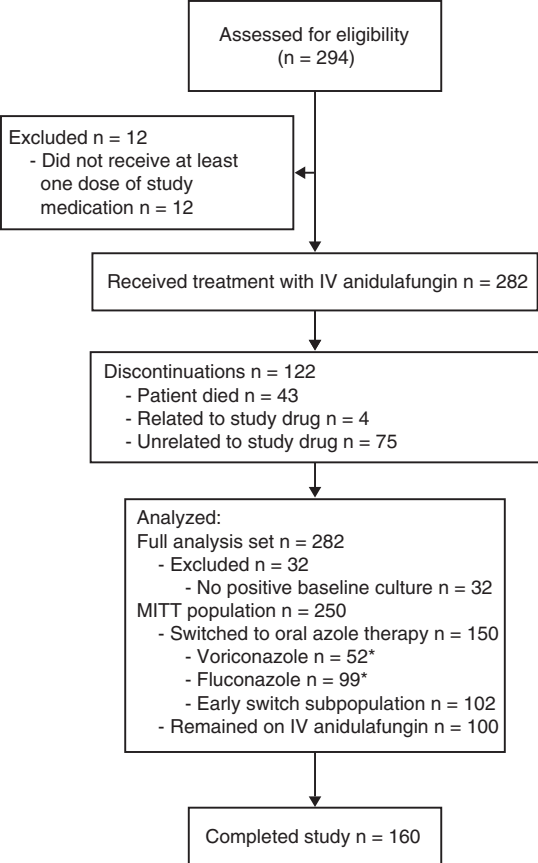 Assessed for eligibility
(n = 294)
Excluded n = 12
- Did not receive at least
one dose of study
medication n = 12
Received treatment with IV anidulafungin n = 282
Discontinuations n = 122
- Patient died n = 43
- Related to study drug n = 4
- Unrelated to study drug n = 75
Analyzed:
Full analysis set n = 282
- Excluded n = 32
- No positive baseline culture n = 32
MITT population n = 250
- Switched to oral azole therapy n = 150
- Voriconazole n = 52*
- Fluconazole n = 99*
- Early switch subpopulation n = 102
- Remained on IV anidulafungin n = 100
Completed study n = 160